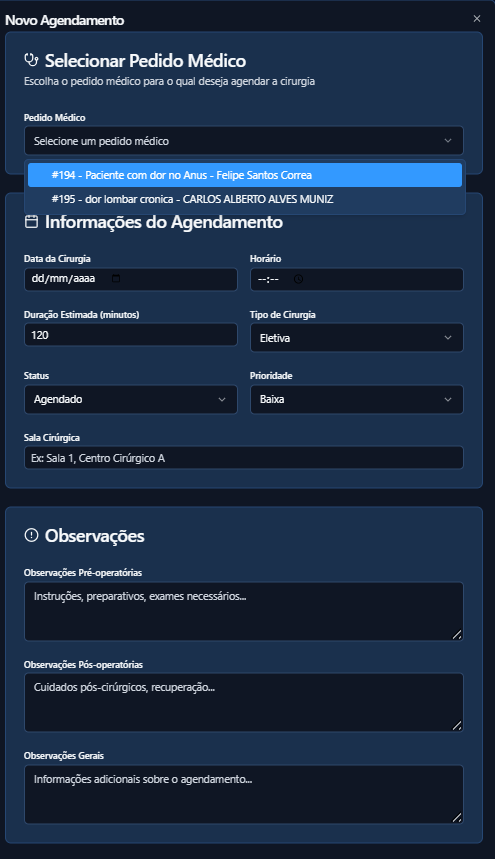 Novo Agendamento
Selecionar Pedido Médico
Escolha o pedido médico para o qual deseja agendar a cirurgia
Pedido Médico
Selecione um pedido médico
#194 - Paciente com dor no Anus - Felipe Santos Correa
#195 - dor lombar cronica - CARLOS ALBERTO ALVES MUNIZ
Informações do Agendamento
Data da Cirurgia
Horário
dd/mm/aaaa
--:--
Duração Estimada (minutos)
Tipo de Cirurgia
120
Eletiva
Status
Prioridade
Agendado
Baixa
Sala Cirúrgica
Ex: Sala 1, Centro Cirúrgico A
Observações
Observações Pré-operatórias
Instruções, preparativos, exames necessários...
Observações Pós-operatórias
Cuidados pós-cirúrgicos, recuperação...
Observações Gerais
Informações adicionais sobre o agendamento...